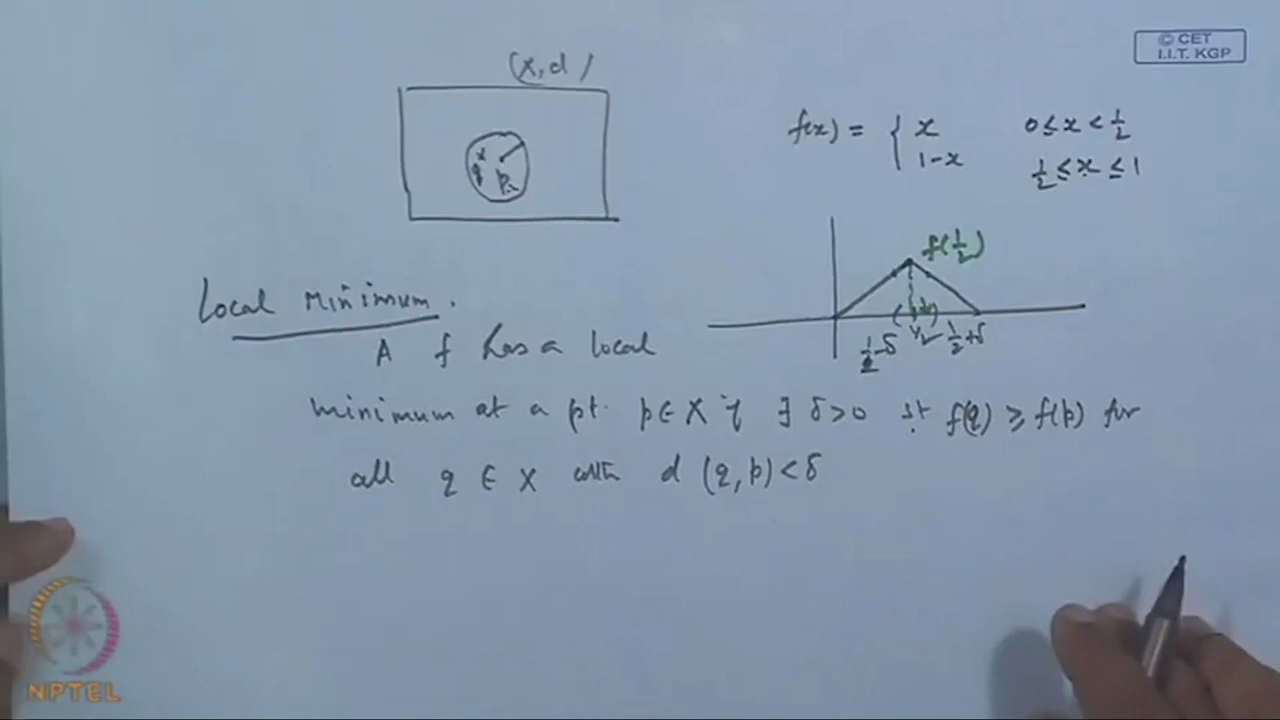 © CET
I.I.T. KGP
(X, d)
f(x) = { x 0 ≤ x < 1/2
1-x 1/2 ≤ x ≤ 1
q p
f(1/2)
1/2-δ 1/2 1/2+δ
Local Minimum.
A f has a local
minimum at a pt. p ∈ X if ∃ δ>0 st f(q) ≥ f(p) for
all q ∈ X with d (q, p) < δ
NPTEL